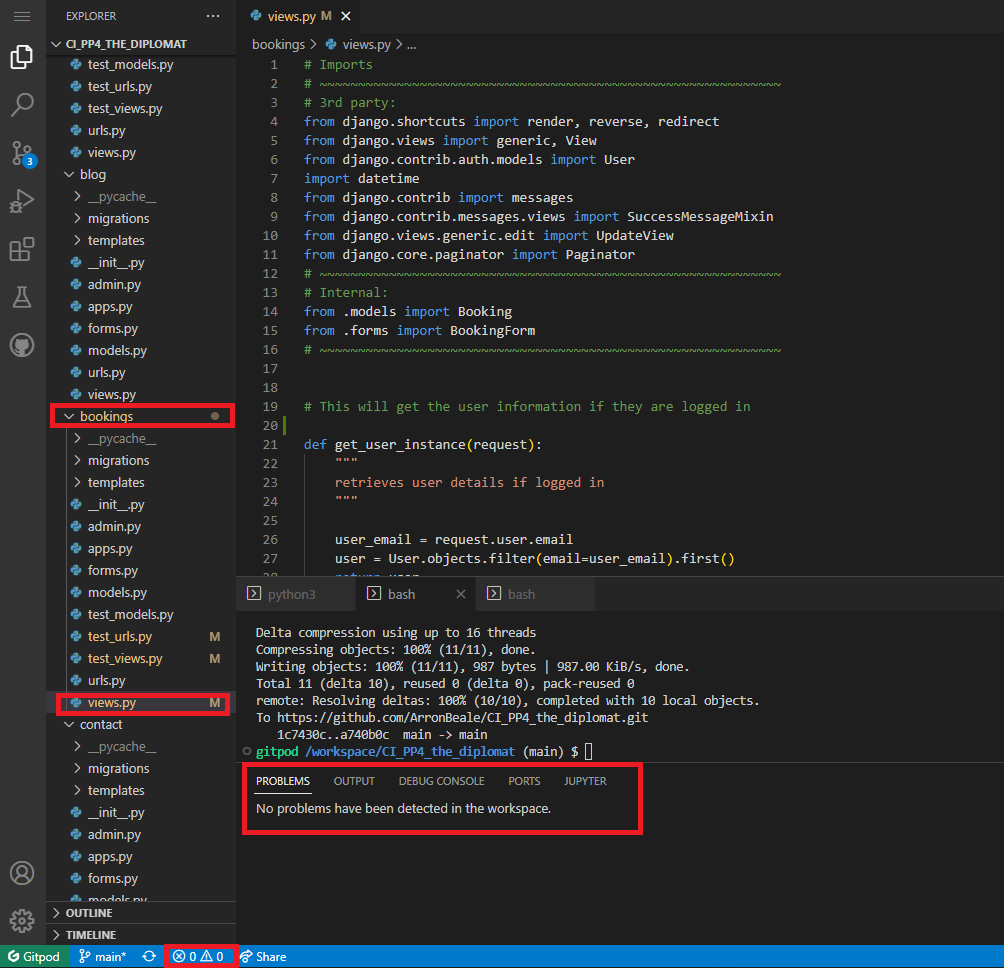 EXPLORER
CI_PP4_THE_DIPLOMAT
test_models.py
test_urls.py
test_views.py
urls.py
views.py
blog
__pycache__
migrations
templates
__init__.py
admin.py
apps.py
forms.py
models.py
urls.py
views.py
bookings
__pycache__
migrations
templates
__init__.py
admin.py
apps.py
forms.py
models.py
test_models.py
test_urls.py M
test_views.py M
urls.py
views.py M
contact
__pycache__
migrations
templates
__init__.py
admin.py
apps.py
forms.py
models.py
OUTLINE
TIMELINE
3
views.py M
bookings > views.py > ...
1 # Imports
2 # ~~~~~~~~~~~~~~~~~~~~~~~~~~~~~~~~~~~~~~~~~~~~~~~~~~~~~~~~~~~~
3 # 3rd party:
4 from django.shortcuts import render, reverse, redirect
5 from django.views import generic, View
6 from django.contrib.auth.models import User
7 import datetime
8 from django.contrib import messages
9 from django.contrib.messages.views import SuccessMessageMixin
10 from django.views.generic.edit import UpdateView
11 from django.core.paginator import Paginator
12 # ~~~~~~~~~~~~~~~~~~~~~~~~~~~~~~~~~~~~~~~~~~~~~~~~~~~~~~~~~~~~
13 # Internal:
14 from .models import Booking
15 from .forms import BookingForm
16 # ~~~~~~~~~~~~~~~~~~~~~~~~~~~~~~~~~~~~~~~~~~~~~~~~~~~~~~~~~~~~
17
18
19 # This will get the user information if they are logged in
20
21 def get_user_instance(request):
22 """
23 retrieves user details if logged in
24 """
25
26 user_email = request.user.email
27 user = User.objects.filter(email=user_email).first()
28 return user
python3
bash
bash
Delta compression using up to 16 threads
Compressing objects: 100% (11/11), done.
Writing objects: 100% (11/11), 987 bytes | 987.00 KiB/s, done.
Total 11 (delta 10), reused 0 (delta 0), pack-reused 0
remote: Resolving deltas: 100% (10/10), completed with 10 local objects.
To https://github.com/ArronBeale/CI_PP4_the_diplomat.git
1c7430c..a740b0c main -> main
gitpod /workspace/CI_PP4_the_diplomat (main) $
PROBLEMS OUTPUT DEBUG CONSOLE PORTS JUPYTER
No problems have been detected in the workspace.
Gitpod main* 0 0 Share